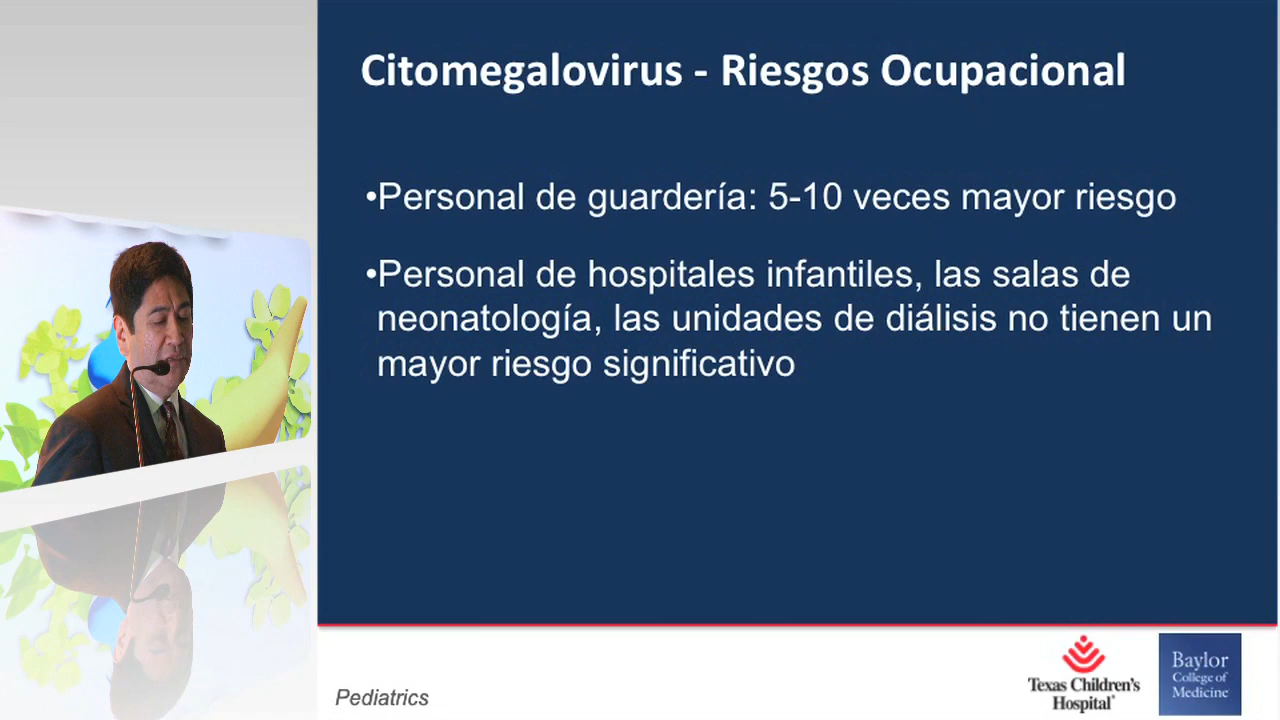 Citomegalovirus - Riesgos Ocupacional
•Personal de guardería: 5-10 veces mayor riesgo
•Personal de hospitales infantiles, las salas de
neonatología, las unidades de diálisis no tienen un
mayor riesgo significativo
Pediatrics
Texas Children's
Hospital
Baylor
College of
Medicine